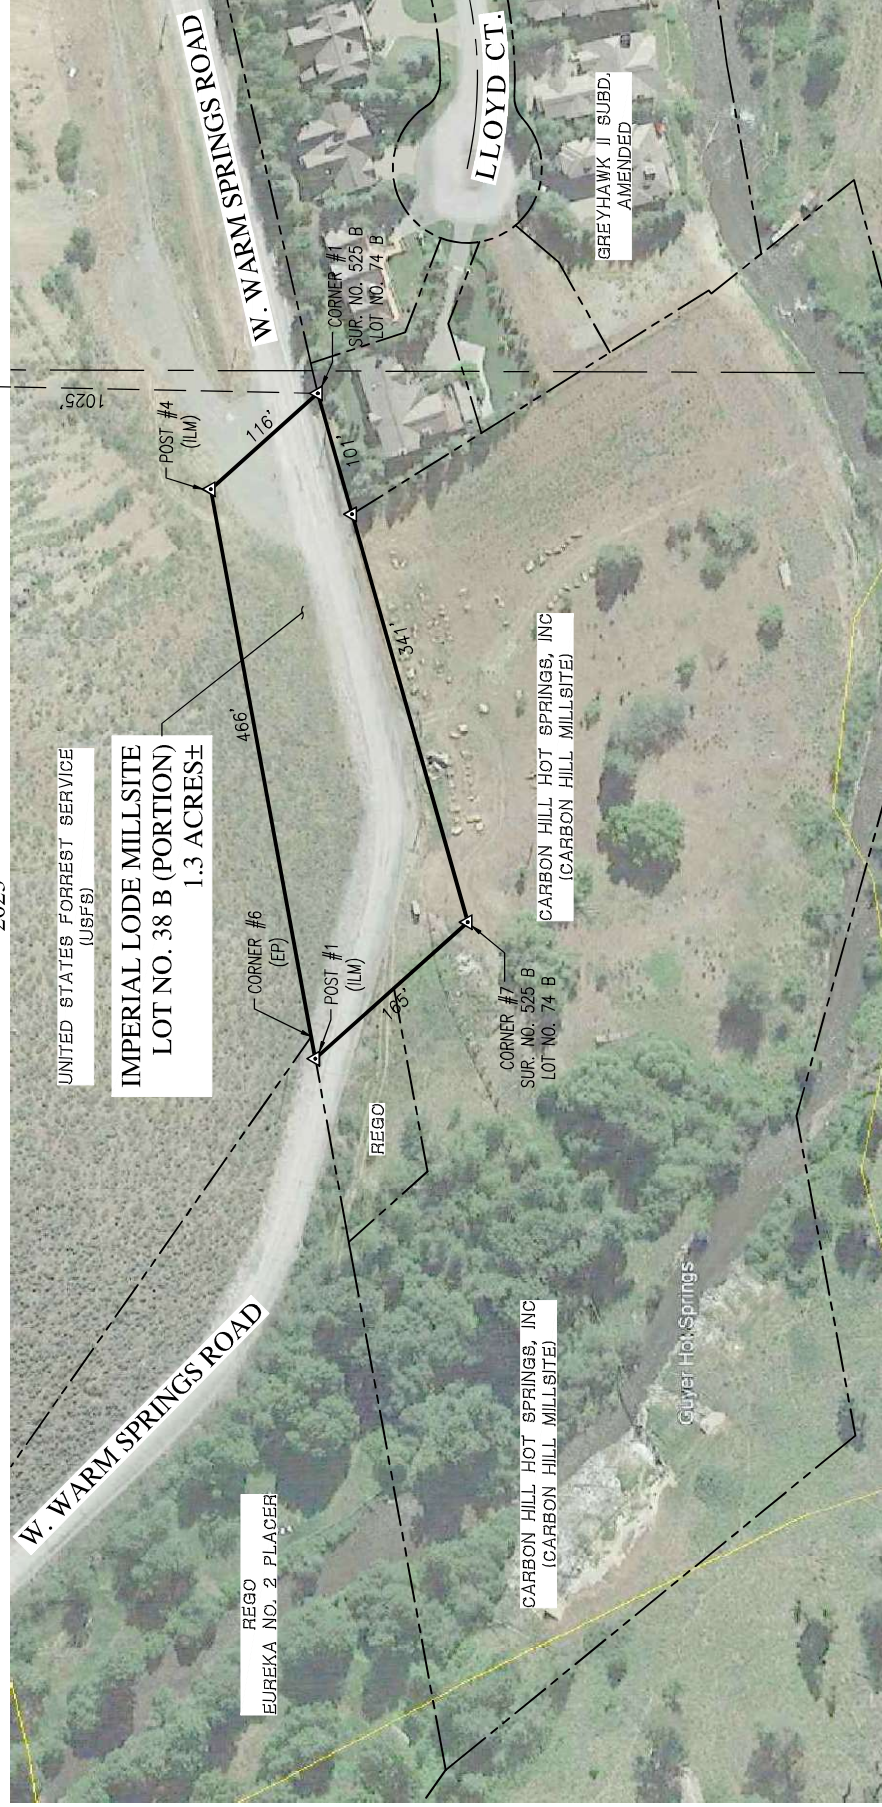 2023
W. WARM SPRINGS ROAD
LLOYD CT.
GREYHAWK II SUBD.
AMENDED
CORNER #1
SUR. NO. 525 B
LOT NO. 74 B
1025'
POST #4
(ILM)
116'
101'
341'
466'
165'
UNITED STATES FORREST SERVICE
(USFS)
IMPERIAL LODE MILLSITE
LOT NO. 38 B (PORTION)
1.3 ACRES±
CORNER #6
(EP)
POST #1
(ILM)
CORNER #7
SUR. NO. 525 B
LOT NO. 74 B
CARBON HILL HOT SPRINGS, INC
(CARBON HILL MILLSITE)
REGO
W. WARM SPRINGS ROAD
REGO
EUREKA NO. 2 PLACER
CARBON HILL HOT SPRINGS, INC
(CARBON HILL MILLSITE)
Guyer Hot Springs